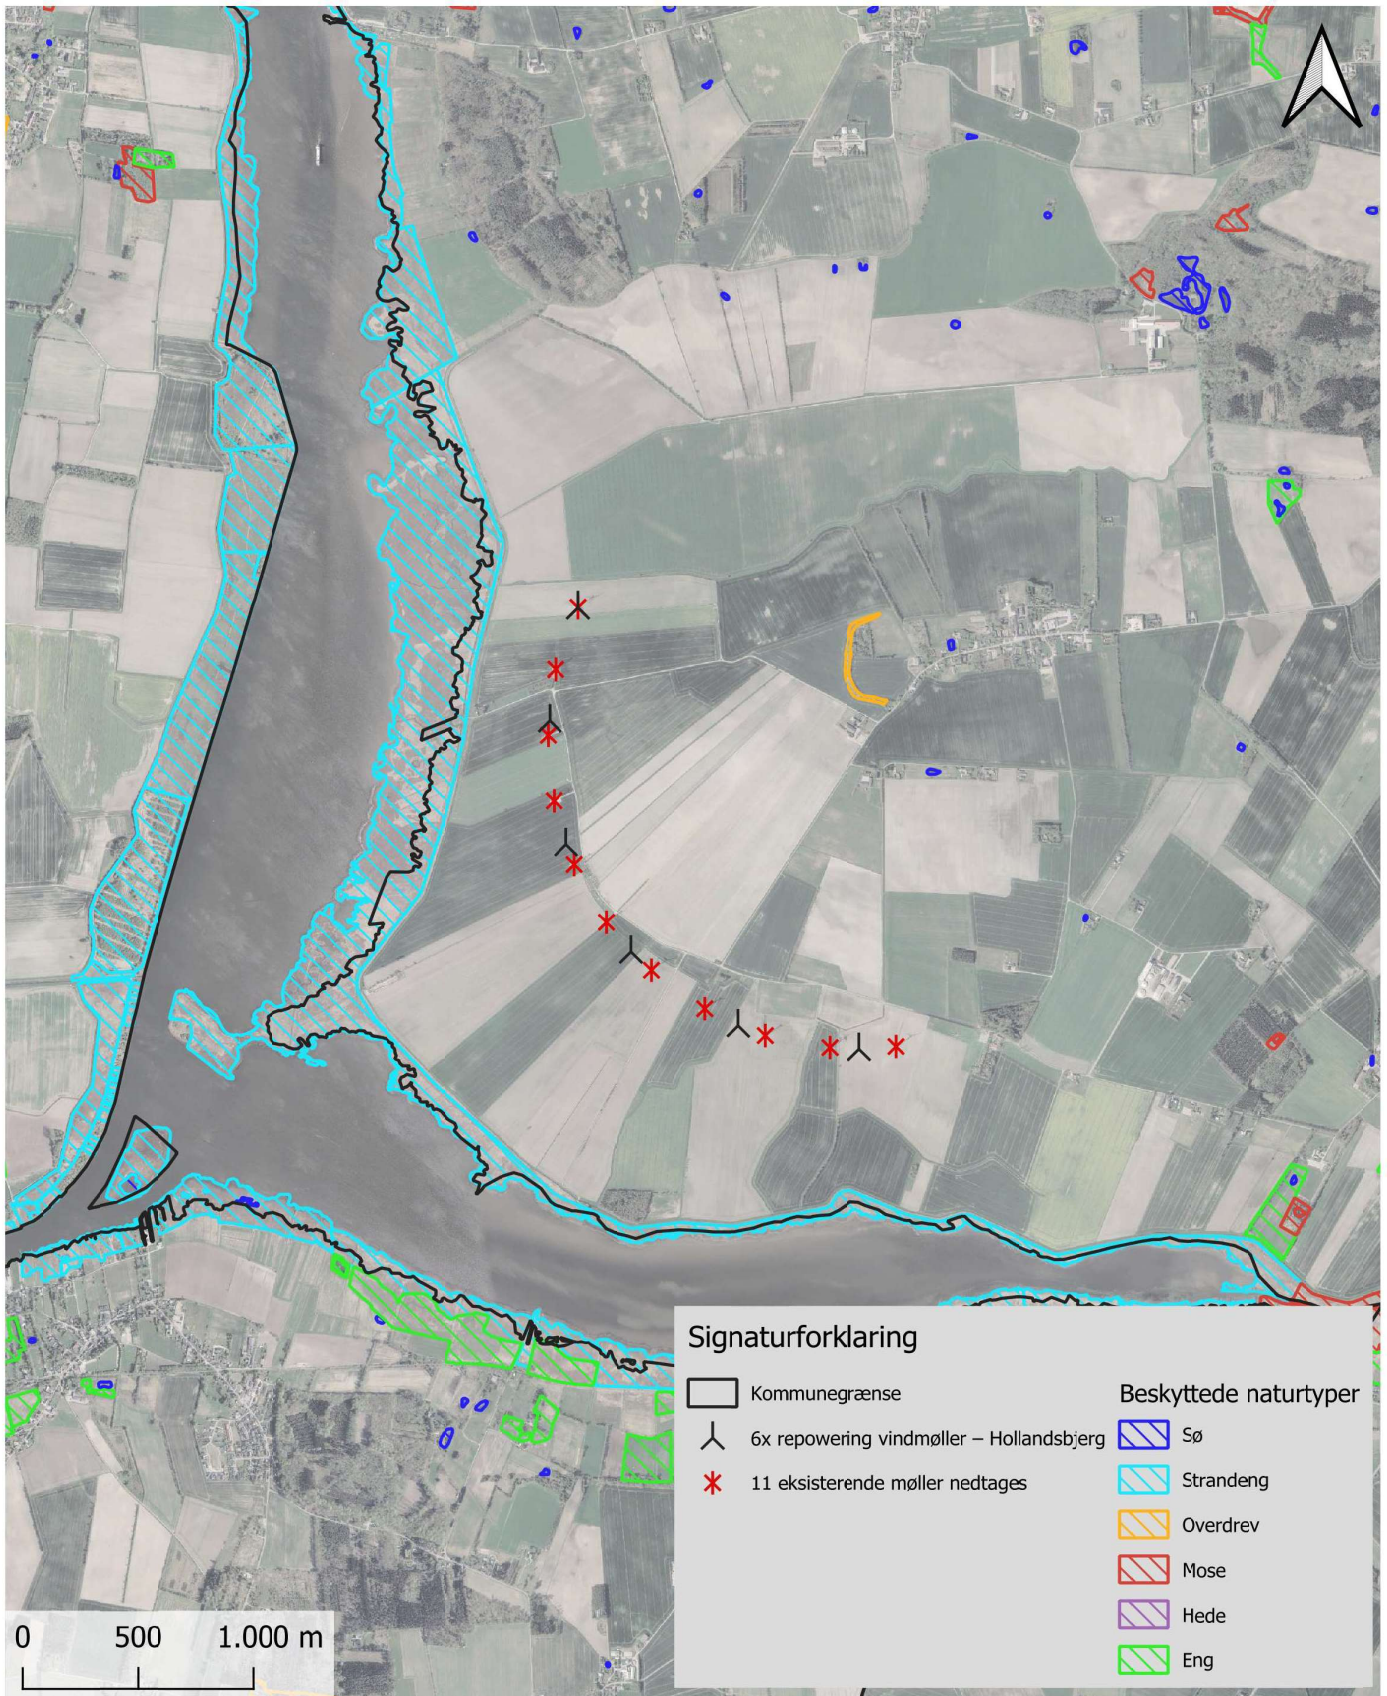 Signaturforklaring
Kommunegrænse
6x repowering vindmøller – Hollandsbjerg
11 eksisterende møller nedtages
Beskyttede naturtyper
Sø
Strandeng
Overdrev
Mose
Hede
Eng
0 500 1.000 m